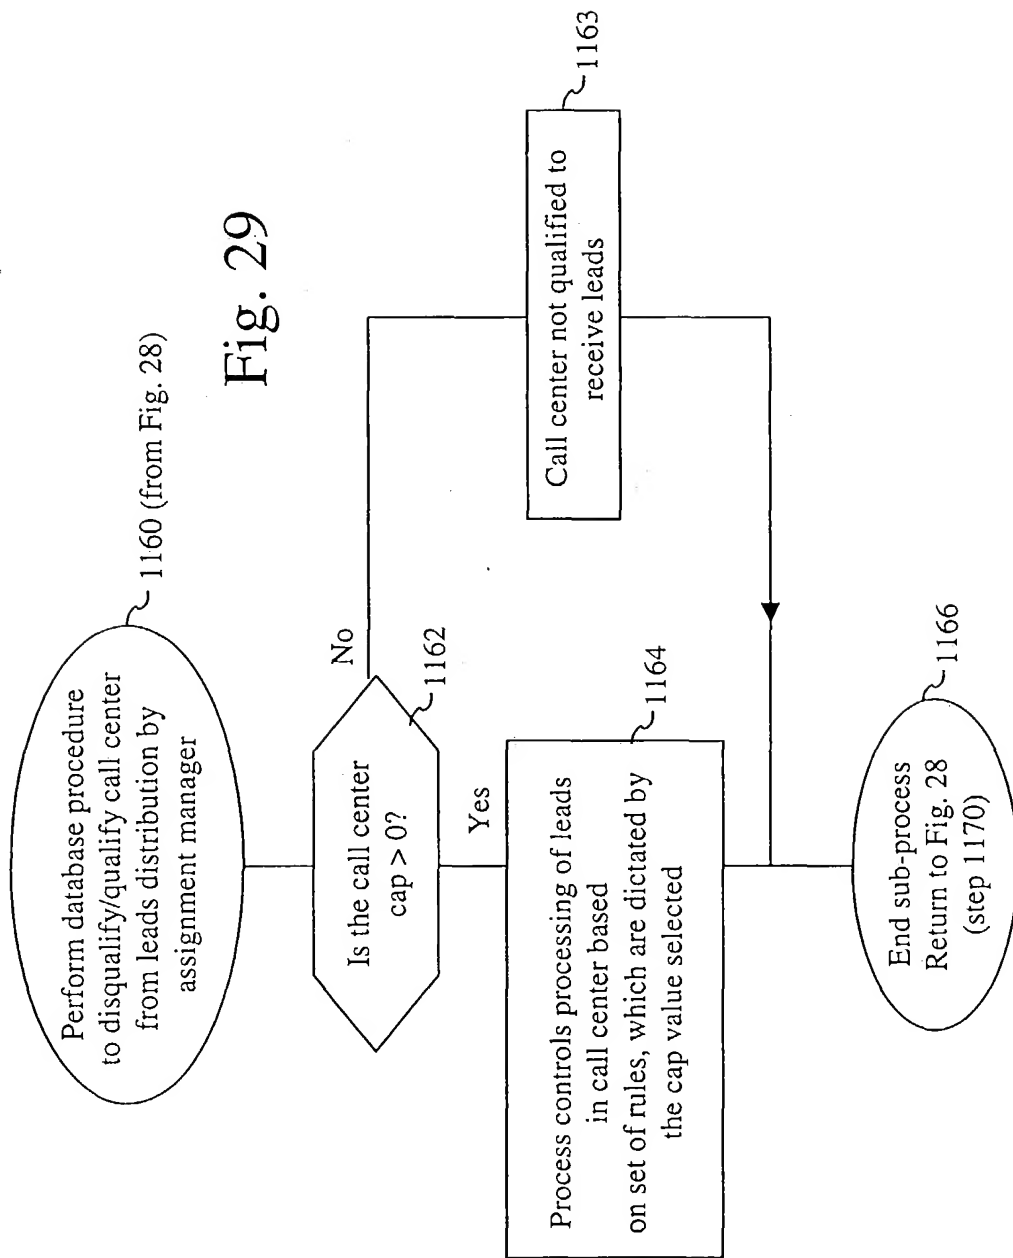 Fig. 29
Perform database procedure
to disqualify/qualify call center
from leads distribution by
assignment manager
1160 (from Fig. 28)
Is the call center
cap > 0?
1162
No
Yes
Call center not qualified to
receive leads
1163
Process controls processing of leads
in call center based
on set of rules, which are dictated by
the cap value selected
1164
End sub-process
Return to Fig. 28
(step 1170)
1166